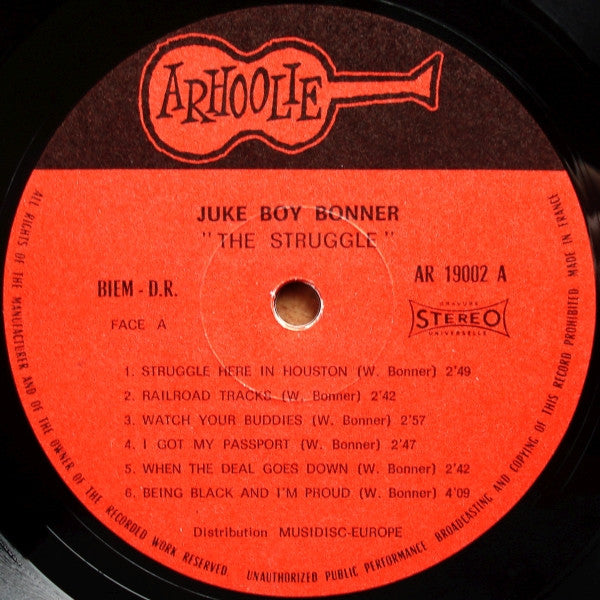 ARHOOLIE
JUKE BOY BONNER
"THE STRUGGLE"
BIEM - D.R.
AR 19002 A
FACE A
GRAVURE
STEREO
UNIVERSELLE
1. STRUGGLE HERE IN HOUSTON (W. Bonner) 2'49
2. RAILROAD TRACKS (W. Bonner) 2'42
3. WATCH YOUR BUDDIES (W. Bonner) 2'57
4. I GOT MY PASSPORT (W. Bonner) 2'47
5. WHEN THE DEAL GOES DOWN (W. Bonner) 2'42
6. BEING BLACK AND I'M PROUD (W. Bonner) 4'09
Distribution MUSIDISC-EUROPE
ALL RIGHTS OF THE MANUFACTURER AND OF THE OWNER OF THE RECORDED WORK RESERVED. UNAUTHORIZED PUBLIC PERFORMANCE BROADCASTING AND COPYING OF THIS RECORD PROHIBITED MADE IN FRANCE